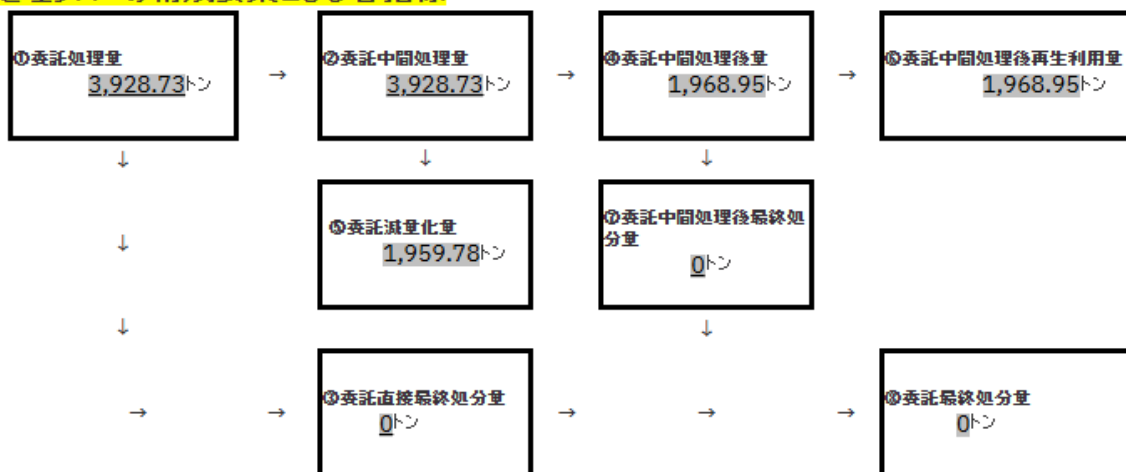 ①委託処理量
3,928.73トン
→
②委託中間処理量
3,928.73トン
→
④委託中間処理後量
1,968.95トン
→
⑥委託中間処理後再生利用量
1,968.95トン
↓
↓
↓
↓
⑤委託減量化量
1,959.78トン
⑦委託中間処理後最終処
分量
0トン
↓
↓
→
→
③委託直接最終処分量
0トン
→
→
→
⑧委託最終処分量
0トン